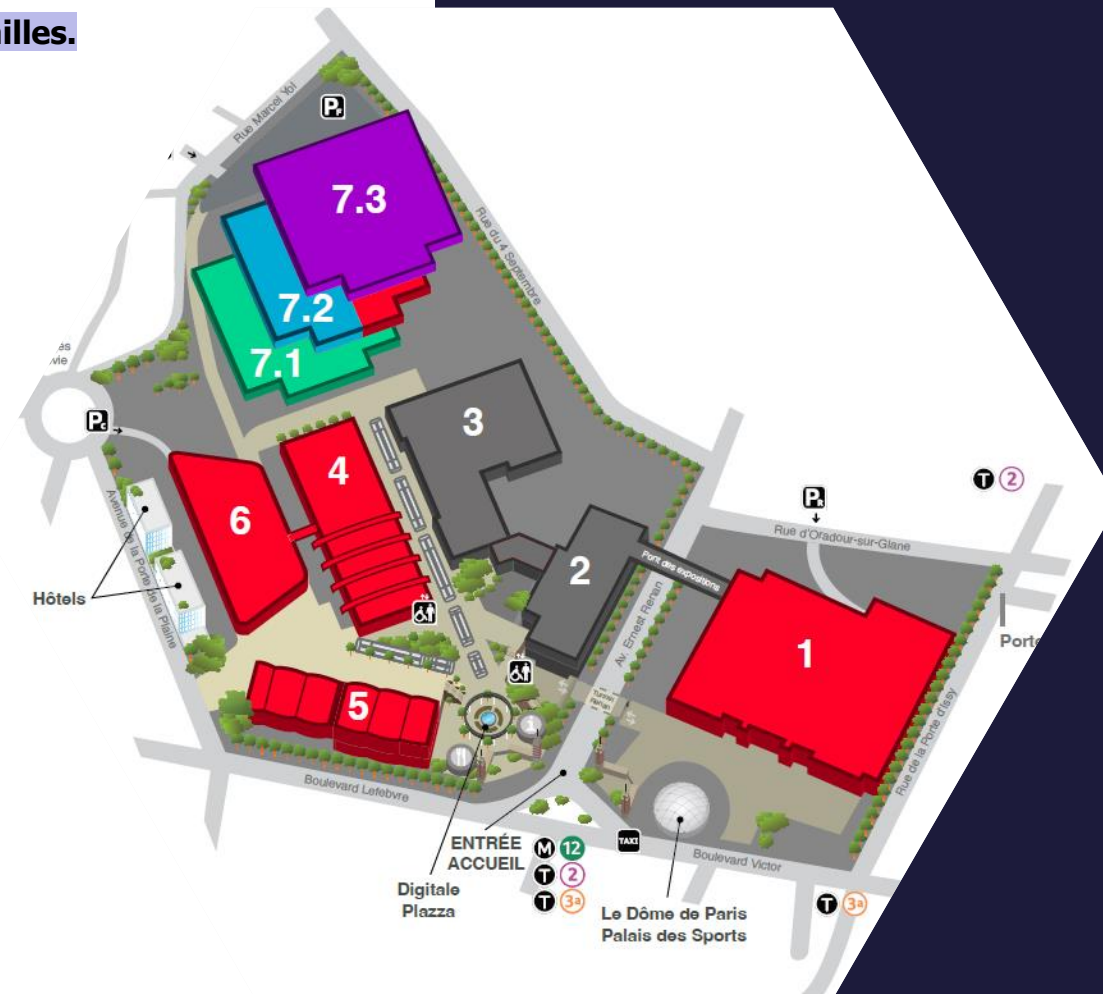 illes.
Rue Marcel Yol
PF
7.3
Rue du 4 Septembre
7.2
7.1
3
PC
4
6
T 2
PR
Rue d'Oradour-sur-Glane
Avenue de la Porte de la Plaine
Hôtels
2
Pont des expositions
Av. Ernest Renan
1
Porte
5
Tunnel
Renan
i
Rue de la Porte d'Issy
Boulevard Lefebvre
ENTRÉE
ACCUEIL
M 12
T 2
T 3a
TAXI
Boulevard Victor
Digitale
Plazza
Le Dôme de Paris
Palais des Sports
T 3a